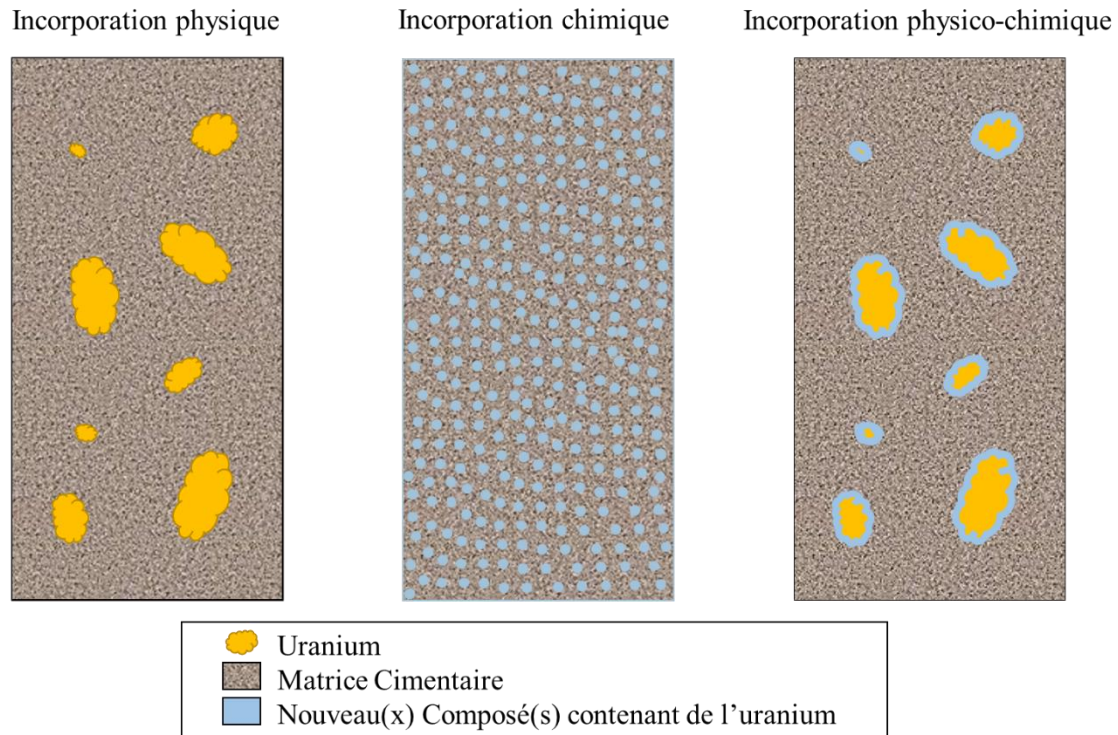 Incorporation physique
Incorporation chimique
Incorporation physico-chimique
Uranium
Matrice Cimentaire
Nouveau(x) Composé(s) contenant de l’uranium